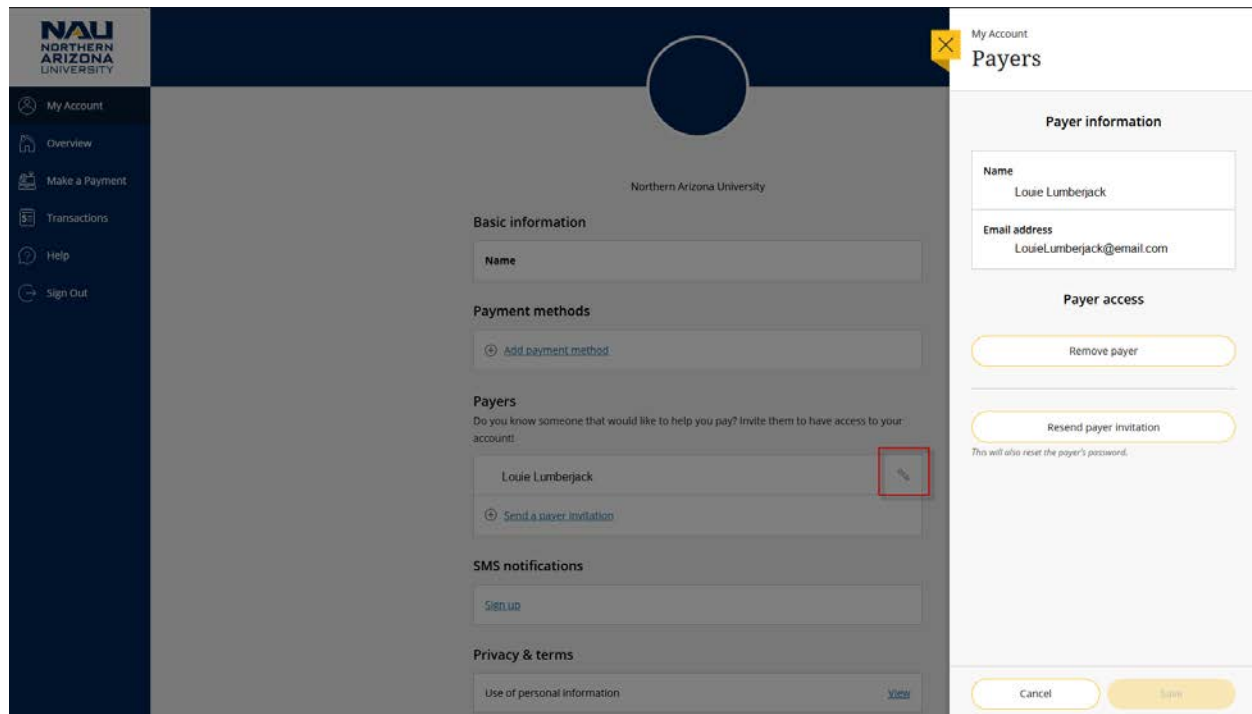 NAU
NORTHERN
ARIZONA
UNIVERSITY
My Account
Overview
Make a Payment
Transactions
Help
Sign Out
Northern Arizona University
Basic information
Name
Payment methods
Add payment method
Payers
Do you know someone that would like to help you pay? Invite them to have access to your
account!
Louie Lumberjack
Send a payer invitation
SMS notifications
Sign up
Privacy & terms
Use of personal information
View
My Account
Payers
Payer information
Name
Louie Lumberjack
Email address
LouieLumberjack@email.com
Payer access
Remove payer
Resend payer invitation
This will also reset the payer's password.
Cancel
Save